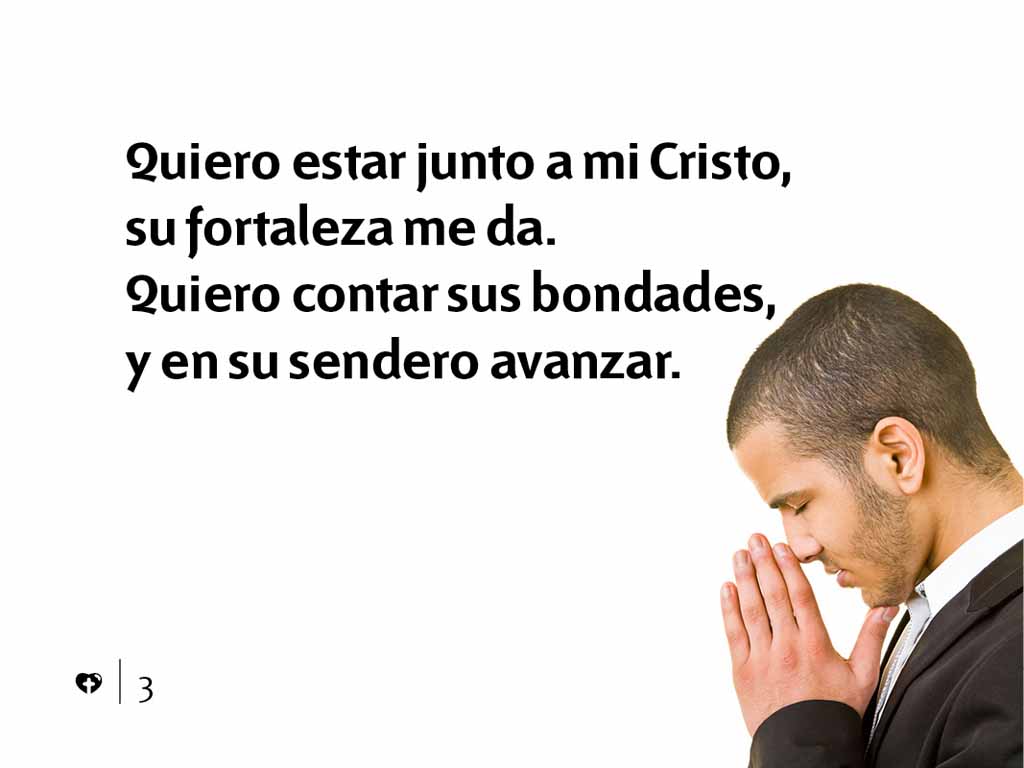 Quiero estar junto a mi Cristo,
su fortaleza me da.
Quiero contar sus bondades,
y en su sendero avanzar.
3